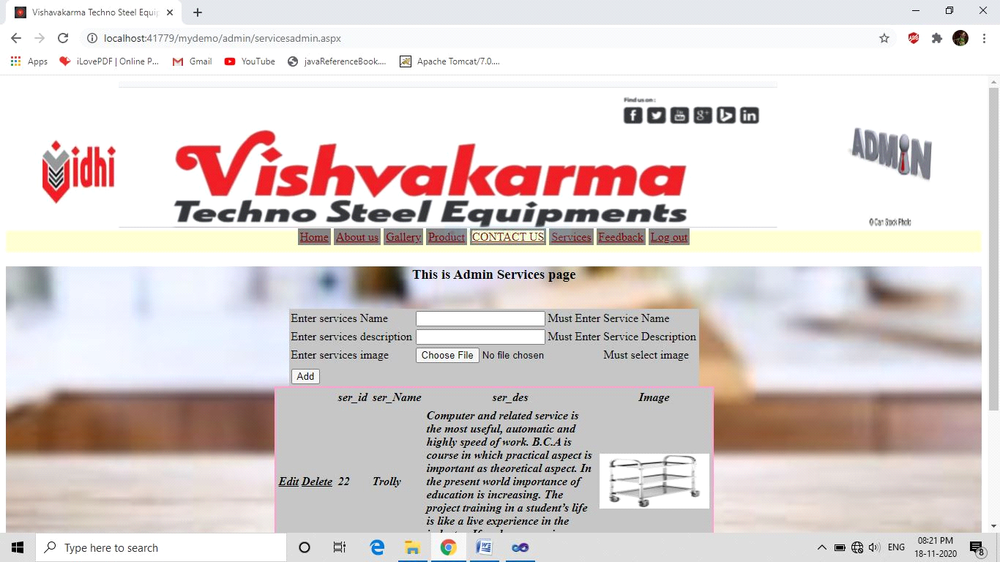 Vishavakarma Techno Steel Equip
localhost:41779/mydemo/admin/servicesadmin.aspx
ABB
Apps
iLovePDF | Online P...
Gmail
YouTube
javaReferenceBook....
Apache Tomcat/7.0....
Find us on :
You Tube
g+
in
idhi
Vishvakarma
Techno Steel Equipments
ADMIN
© Can Stock Photo
Home About us Gallery Product CONTACT US Services Feedback Log out
This is Admin Services page
Enter services Name Must Enter Service Name
Enter services description Must Enter Service Description
Enter services image Choose File No file chosen Must select image
Add
ser_id ser_Name ser_des Image
Computer and related service is
the most useful, automatic and
highly speed of work. B.C.A is
course in which practical aspect is
important as theoretical aspect. In
Edit Delete 22 Trolly the present world importance of
education is increasing. The
project training in a student's life
is like a live experience in the
Type here to search
ENG
08:21 PM
18-11-2020
8